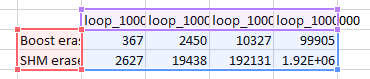 loop_1000 loop_1000 loop_1000 loop_1000000
Boost eras 367 2450 10327 99905
SHM erase 2627 19438 192131 1.92E+06